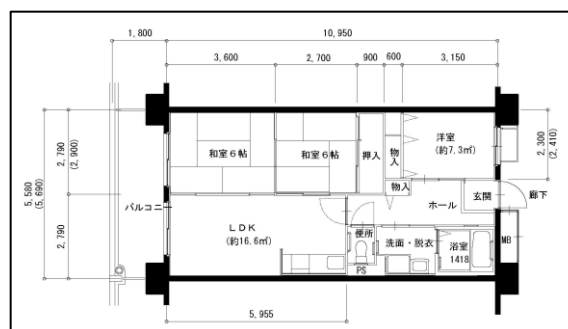 1,800
10,950
3,600
2,700
900
600
3,150
5,580
(5,690)
2,790
(2,900)
2,790
2,300
(2,410)
和室６帖
和室６帖
押入
物入
洋室
(約7.3㎡)
物入
玄関
廊下
ホール
バルコニー
ＬＤＫ
(約16.6㎡)
便所
洗面・脱衣
浴室
1418
MB
PS
5,955